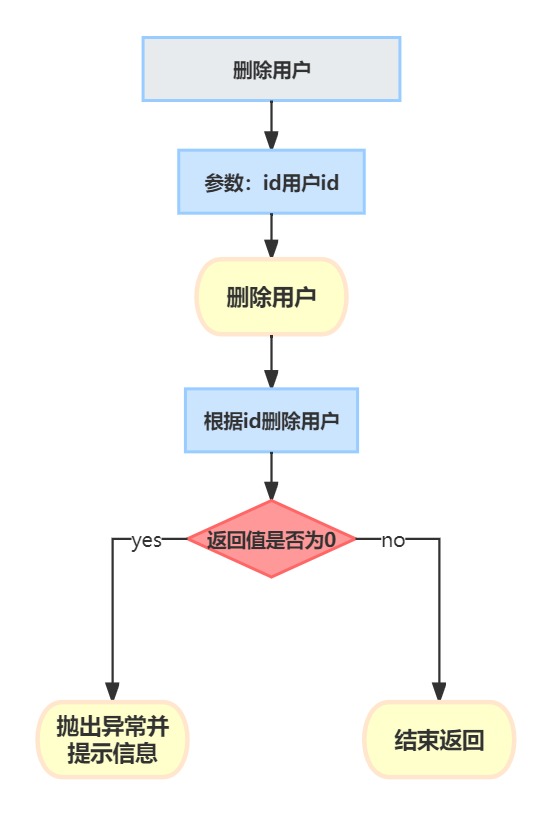 删除用户
参数：id用户id
删除用户
根据id删除用户
返回值是否为0
yes
no
抛出异常并
提示信息
结束返回